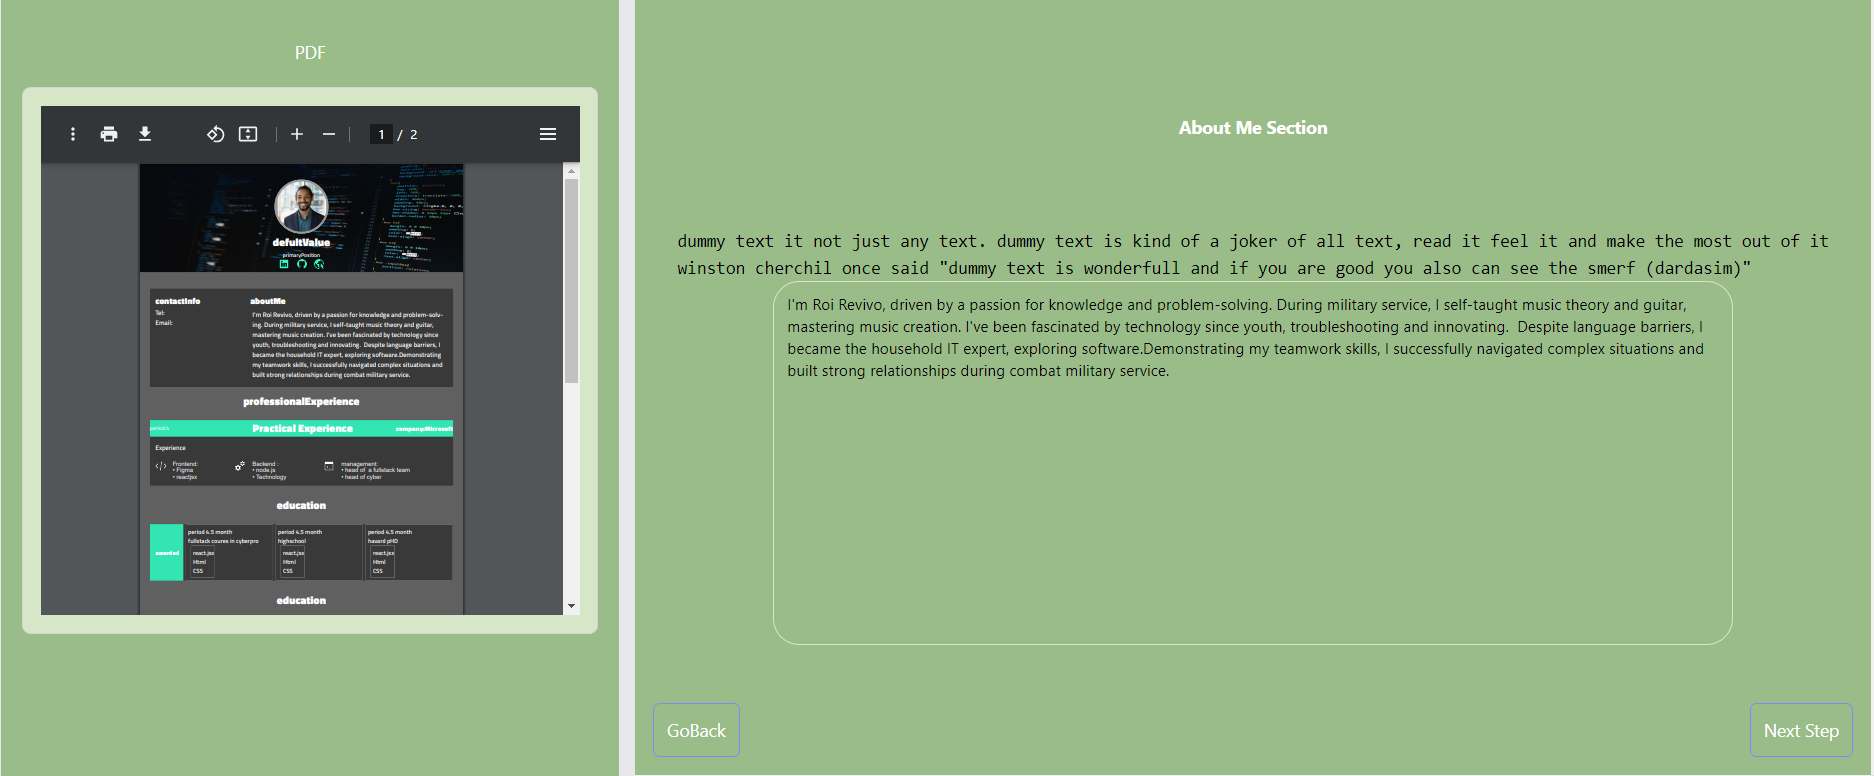 PDF
1 / 2
defultValue
primaryPosition
contactInfo
Tel:
Email:
aboutMe
I'm Roi Revivo, driven by a passion for knowledge and problem-solv-
ing. During military service, I self-taught music theory and guitar,
mastering music creation. I've been fascinated by technology since
youth, troubleshooting and innovating.  Despite language barriers, I
became the household IT expert, exploring software.Demonstrating
my teamwork skills, I successfully navigated complex situations and
built strong relationships during combat military service.
professionalExperience
Practical Experience
company:Microsoft
Experience
Frontend:
• Figma
• reactjsx
Backend :
• node.js
• Technology
management:
• head of  a fullstack team
• head of cyber
education
awarded
period 4.5 month
fullstack coures in cyberpro
react.jsx
Html
CSS
period 4.5 month
highschool
react.jsx
Html
CSS
period 4.5 month
havard pHD
react.jsx
Html
CSS
education
About Me Section
dummy text it not just any text. dummy text is kind of a joker of all text, read it feel it and make the most out of it
winston cherchil once said "dummy text is wonderfull and if you are good you also can see the smerf (dardasim)"
I'm Roi Revivo, driven by a passion for knowledge and problem-solving. During military service, I self-taught music theory and guitar,
mastering music creation. I've been fascinated by technology since youth, troubleshooting and innovating.  Despite language barriers, I
became the household IT expert, exploring software.Demonstrating my teamwork skills, I successfully navigated complex situations and
built strong relationships during combat military service.
GoBack
Next Step